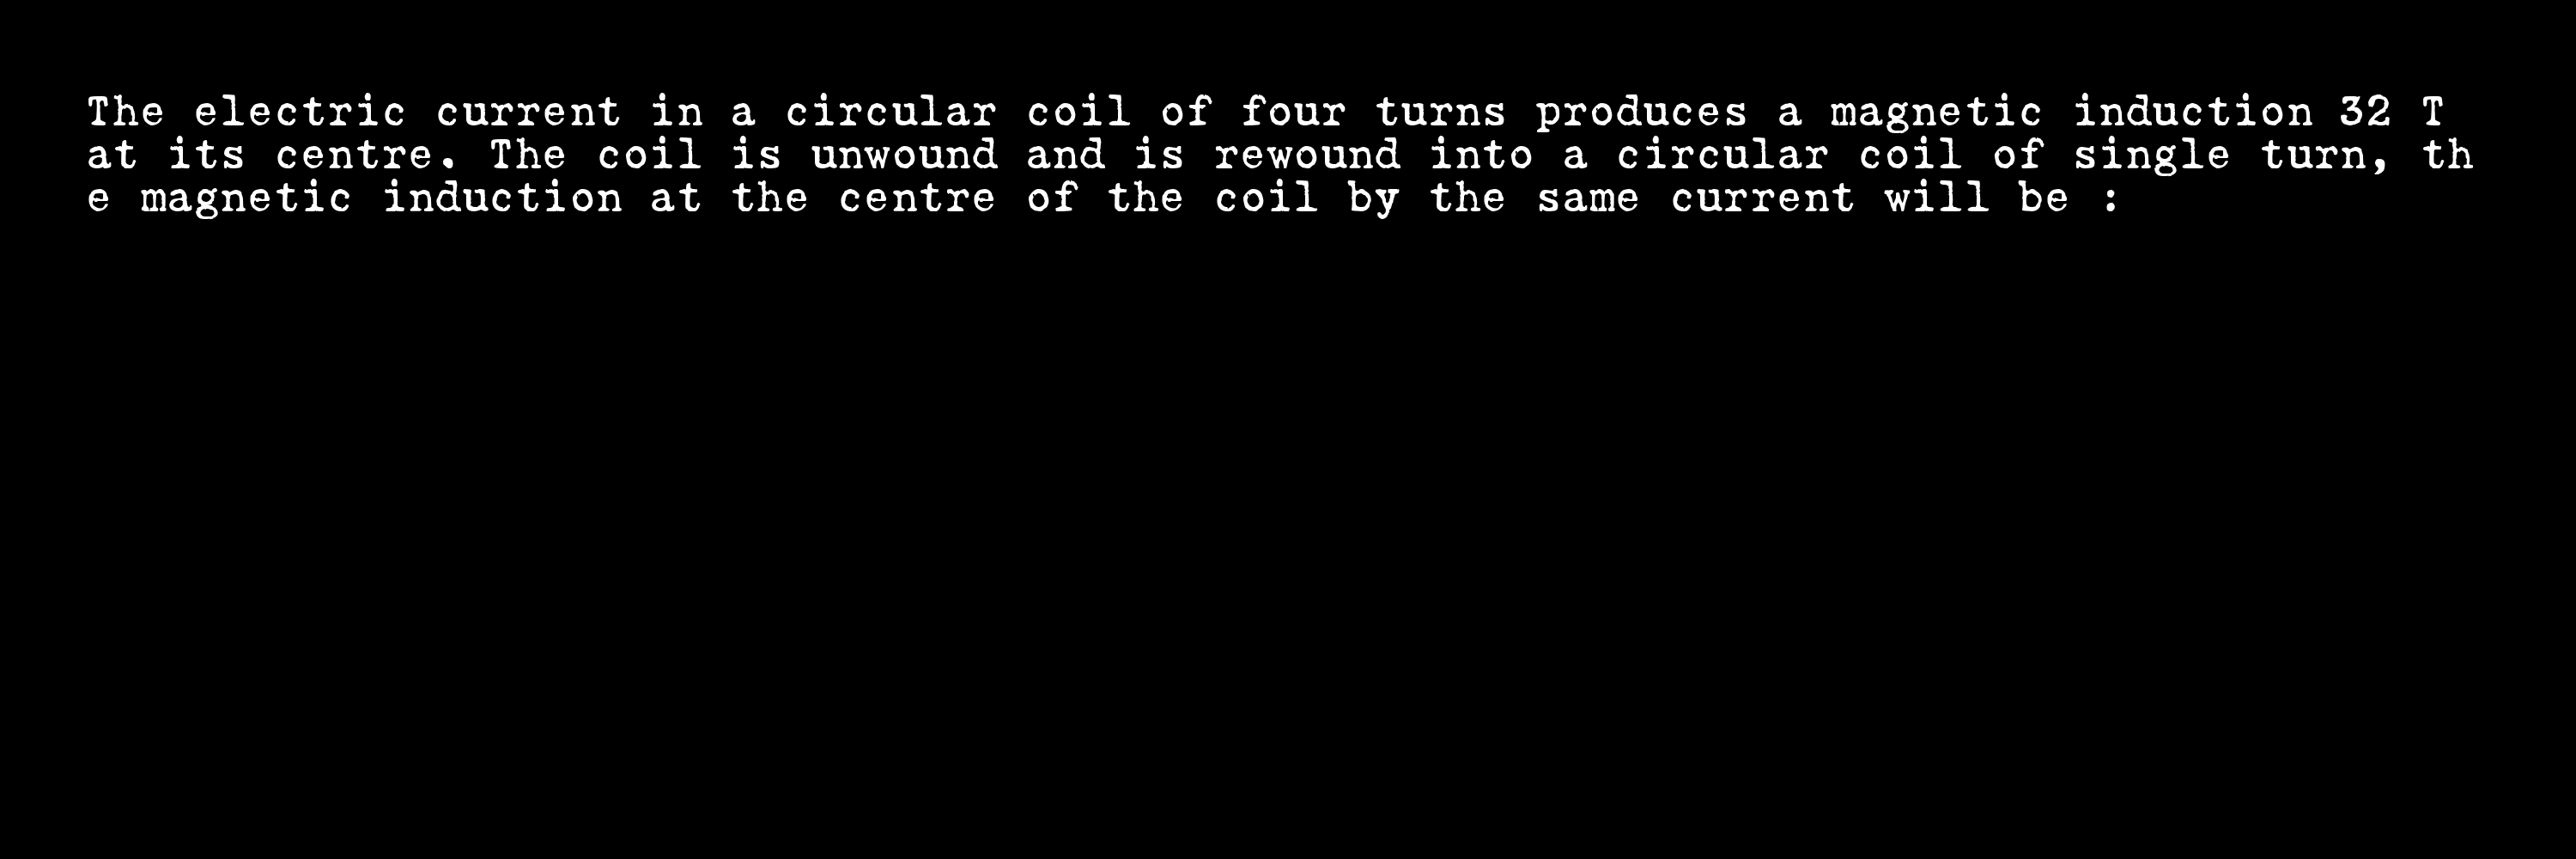 The electric current in a circular coil of four turns produces a magnetic induction 32 T
at its centre. The coil is unwound and is rewound into a circular coil of single turn, th
e magnetic induction at the centre of the coil by the same current will be :